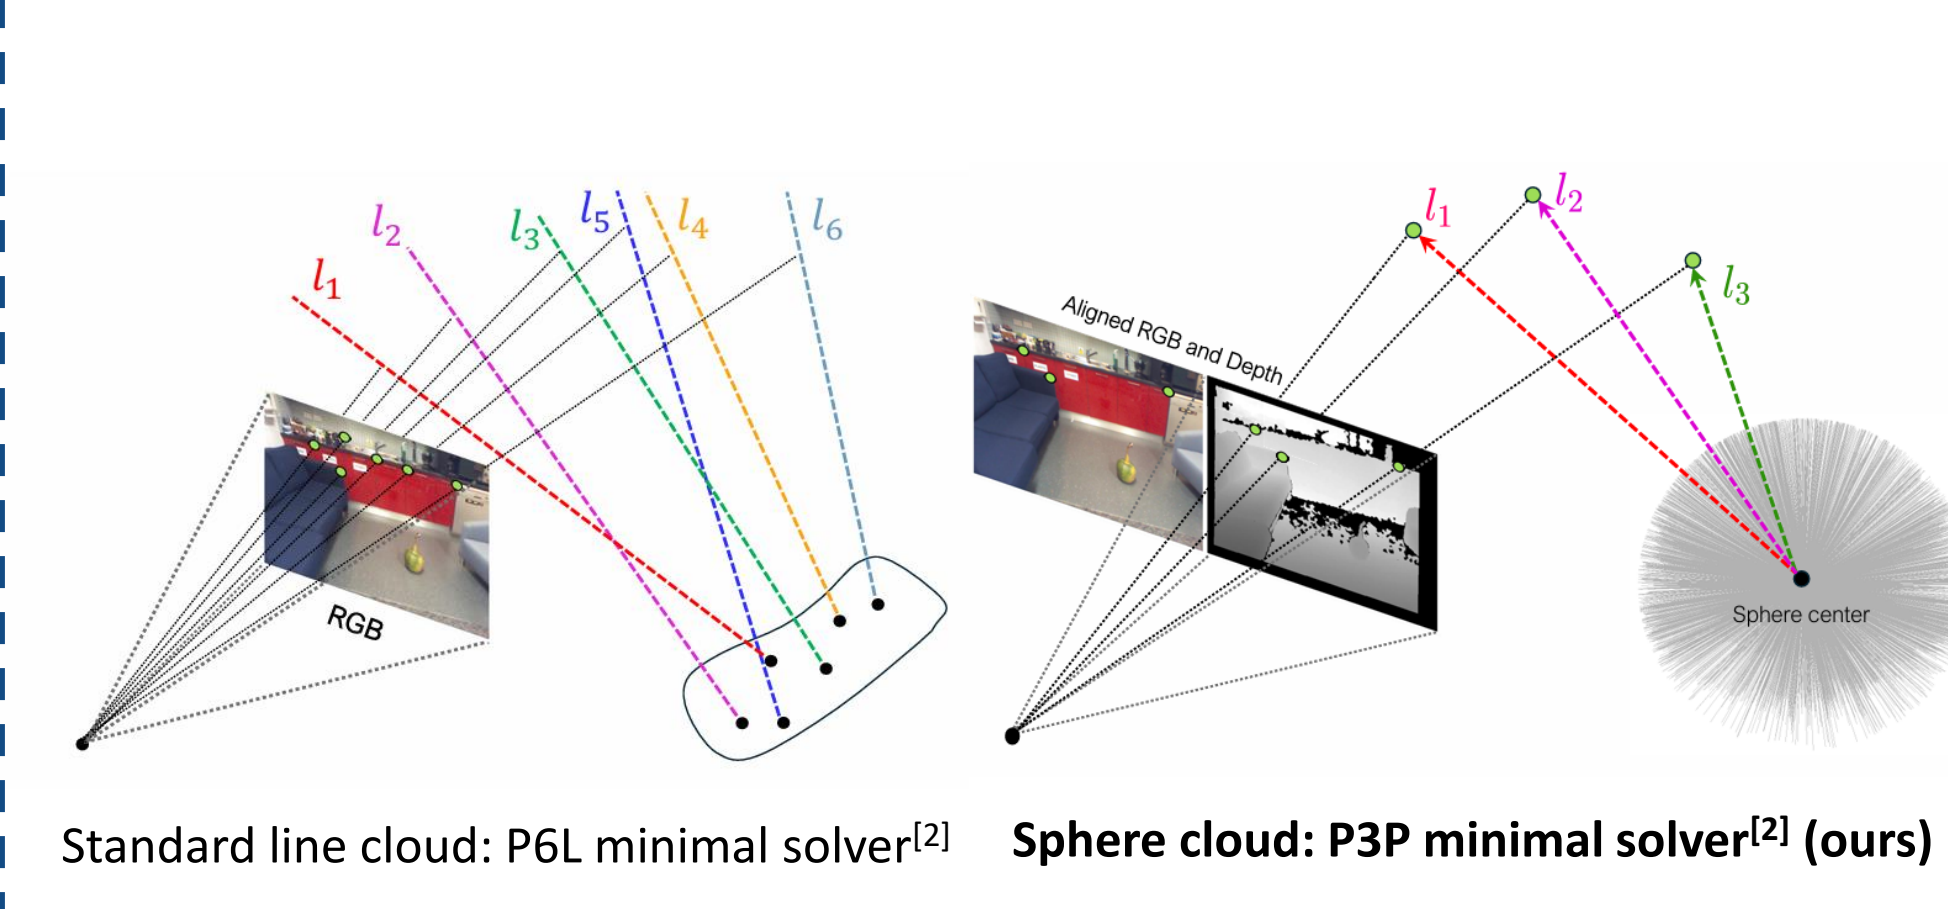 l₁
l₂
l₃
l₅
l₄
l₆
RGB
Standard line cloud: P6L minimal solver[2]
Aligned RGB and Depth
l₁
l₂
l₃
Sphere center
Sphere cloud: P3P minimal solver[2] (ours)